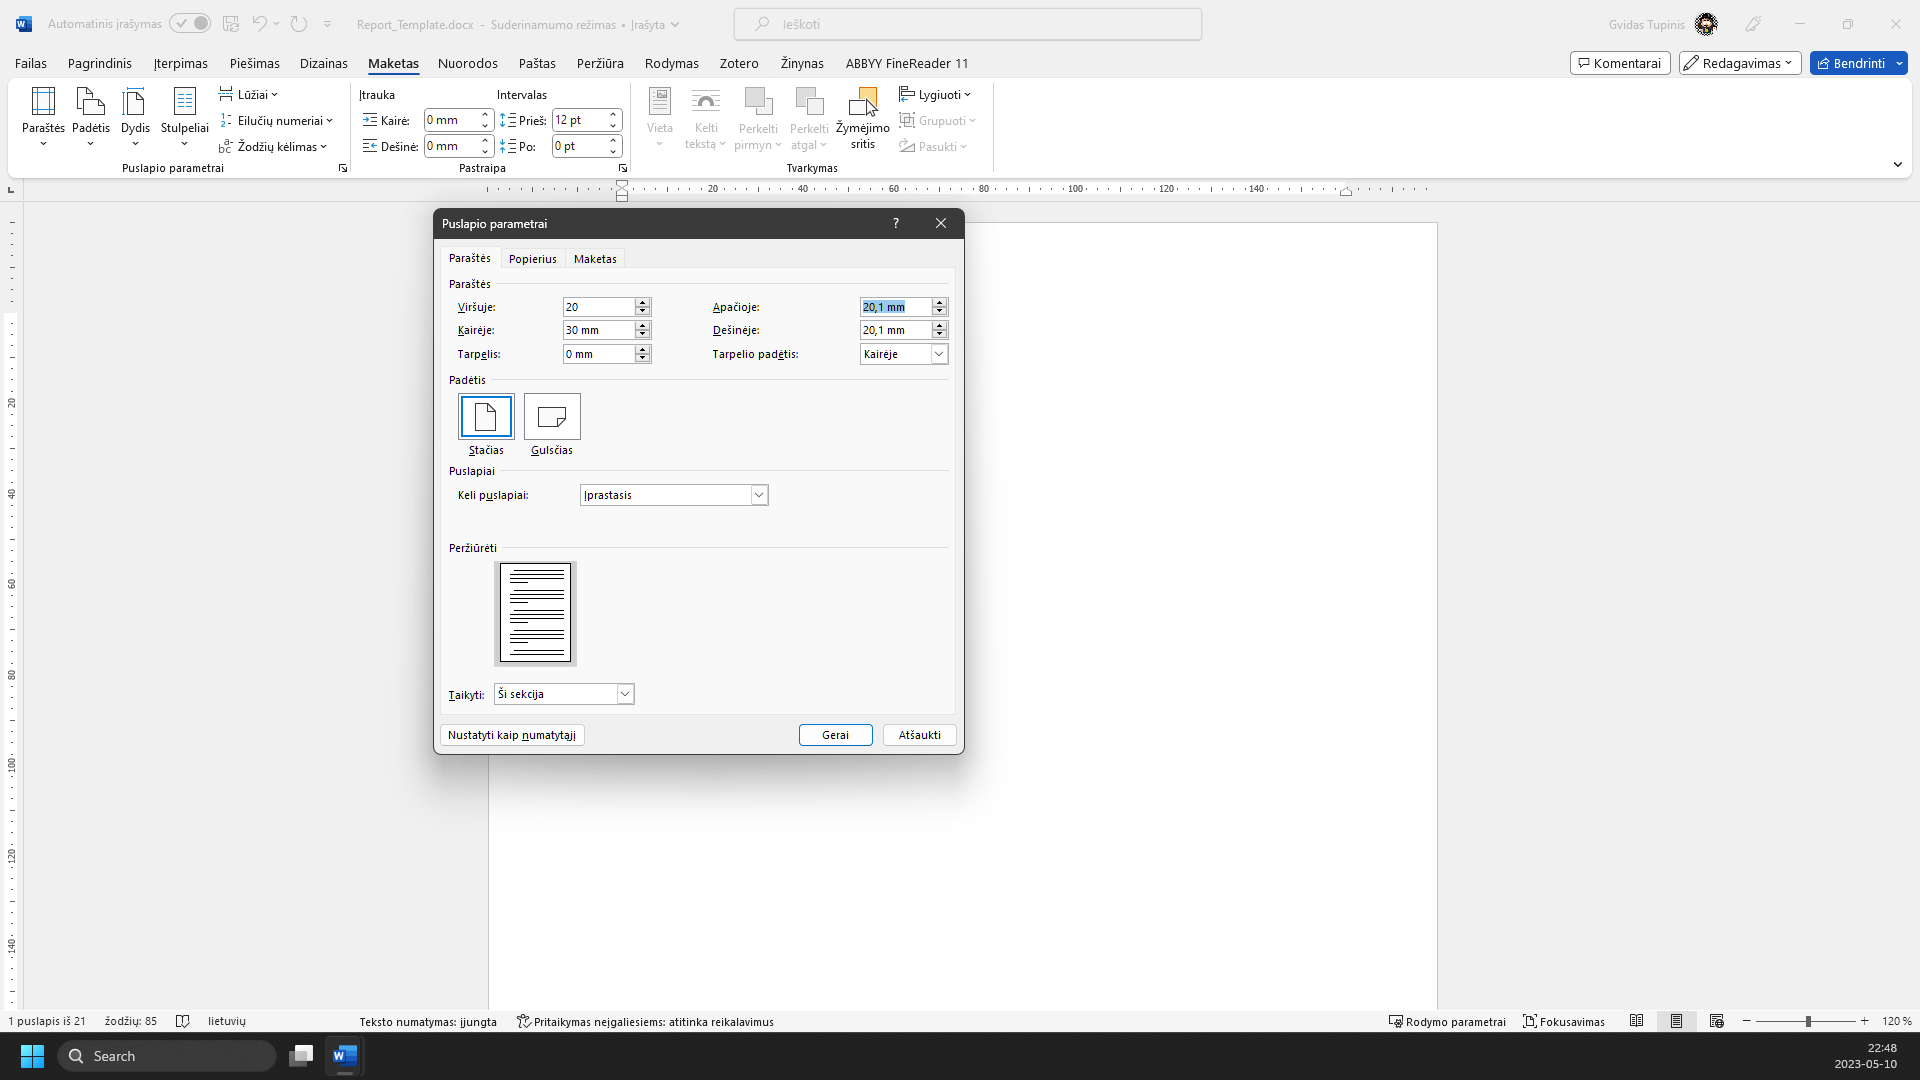 Automatinis įrašymas
Report_Template.docx - Suderinamumo režimas • Įrašyta
Ieškoti
Gvidas Tupinis
Failas Pagrindinis Įterpimas Piešimas Dizainas Maketas Nuorodos Paštas Peržiūra Rodymas Zotero Žinynas ABBYY FineReader 11
Komentarai Redagavimas Bendrinti
Paraštės Padėtis Dydis Stulpeliai
Lūžiai
Eilučių numeriai
Žodžių kėlimas
Puslapio parametrai
Įtrauka Intervalas
Kairė: 0 mm Prieš: 12 pt
Dešinė: 0 mm Po: 0 pt
Pastraipa
Vieta
Kelti tekstą
Perkelti pirmyn
Perkelti atgal
Žymėjimo sritis
Lygiuoti
Grupuoti
Pasukti
Tvarkymas
20 40 60 80 100 120 140
Puslapio parametrai ?
Paraštės Popierius Maketas
Paraštės
Viršuje: 20 Apačioje: 20,1 mm
Kairėje: 30 mm Dešinėje: 20,1 mm
Tarpelis: 0 mm Tarpelio padėtis: Kairėje
Padėtis
Stačias Gulsčias
Puslapiai
Keli puslapiai: Įprastasis
Peržiūrėti
Taikyti: Ši sekcija
Nustatyti kaip numatytąjį Gerai Atšaukti
20
40
60
80
100
120
140
1 puslapis iš 21 žodžių: 85 lietuvių Teksto numatymas: įjungta Pritaikymas neįgaliesiems: atitinka reikalavimus Rodymo parametrai Fokusavimas 120 %
Search
22:48
2023-05-10